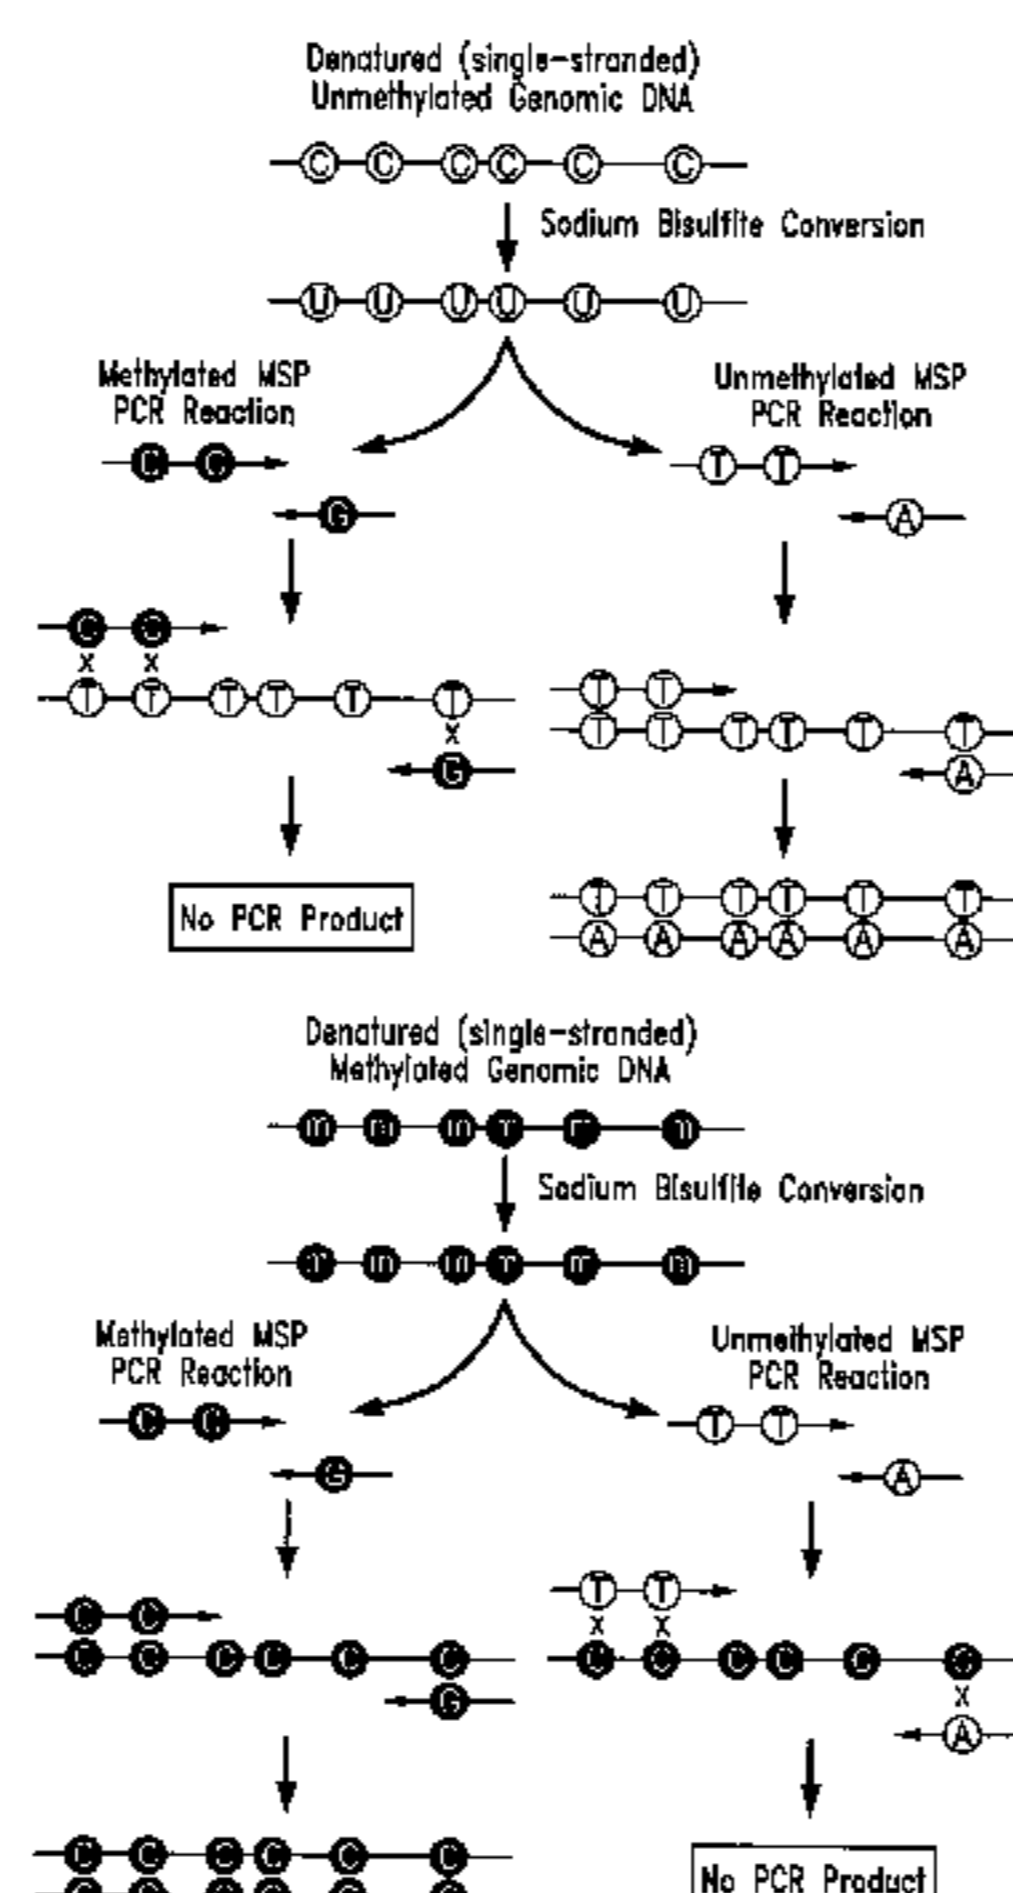 Denatured (single-stranded)
Unmethylated Genomic DNA
C C C C C C
Sodium Bisulfite Conversion
U U U U U U
Methylated MSP
PCR Reaction
Unmethylated MSP
PCR Reaction
T T
G
A
x x
T T T T T T
x
G
T T
T T T T T T
A
No PCR Product
T T T T T T
A A A A A A
Denatured (single-stranded)
Methylated Genomic DNA
Sodium Bisulfite Conversion
Methylated MSP
PCR Reaction
Unmethylated MSP
PCR Reaction
C C
T T
G
A
C C
C C C C C C
G
T T
x x
C C C C C C
x
A
C C C C C C
No PCR Product